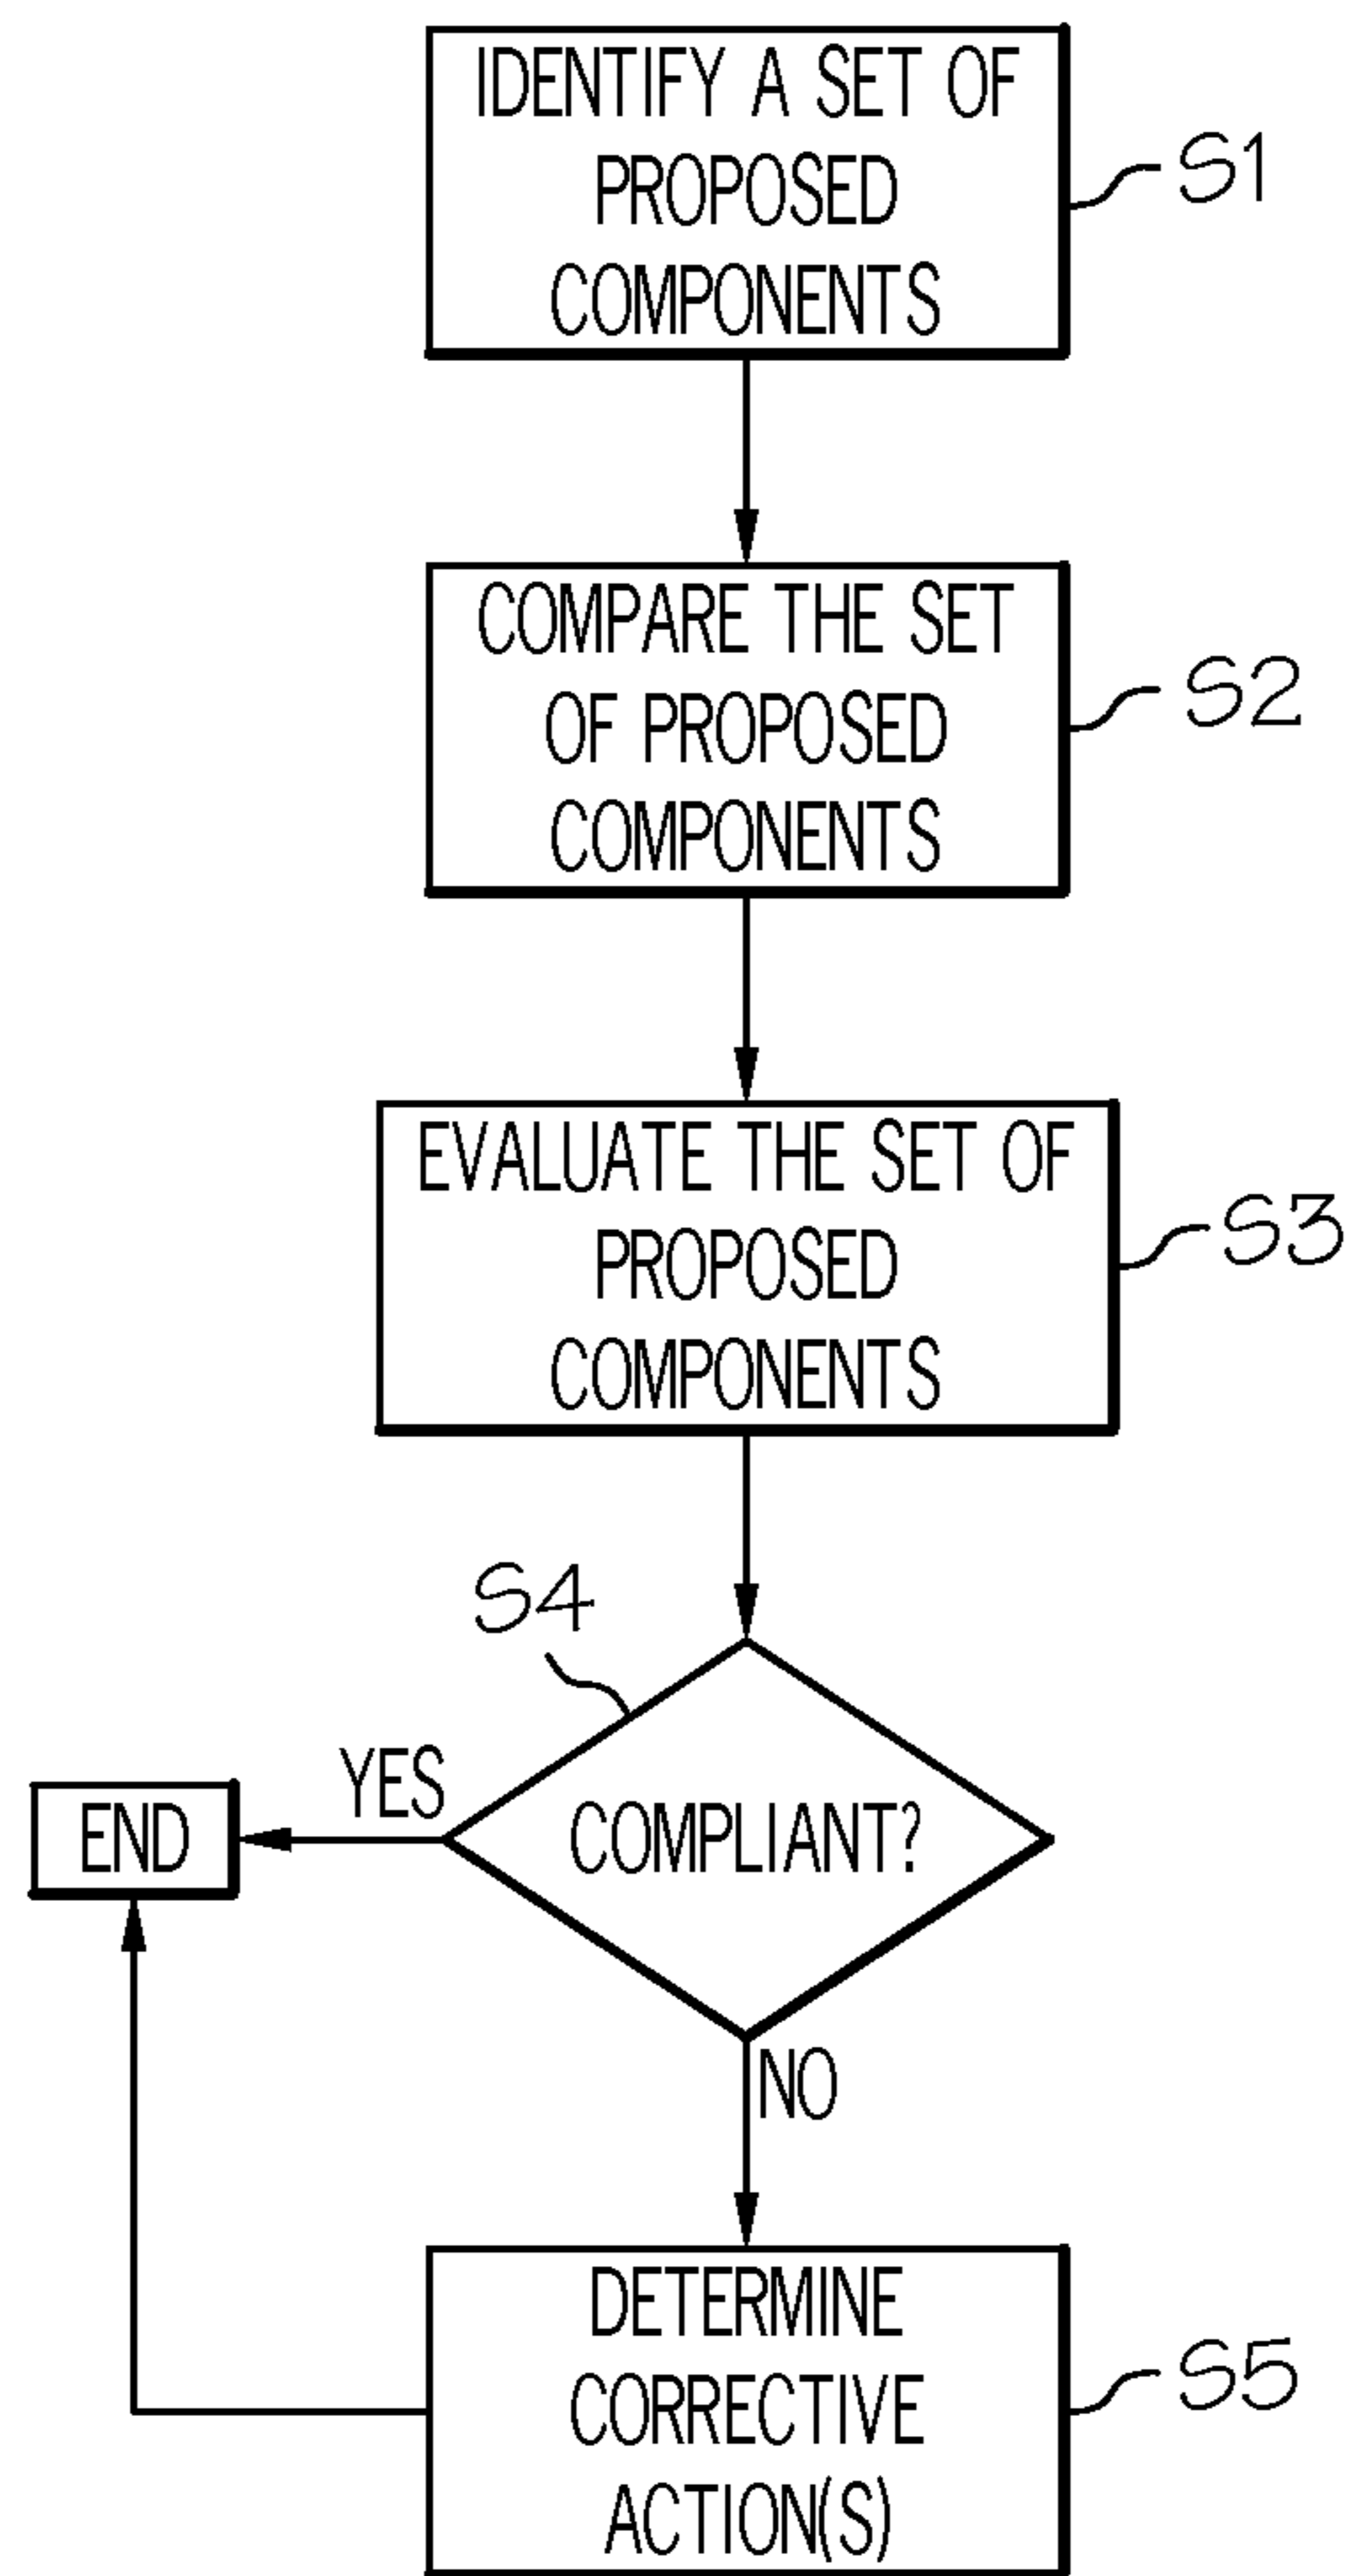 IDENTIFY A SET OF
PROPOSED
COMPONENTS
S1
COMPARE THE SET
OF PROPOSED
COMPONENTS
S2
EVALUATE THE SET OF
PROPOSED
COMPONENTS
S3
S4
COMPLIANT?
YES
END
NO
DETERMINE
CORRECTIVE
ACTION(S)
S5